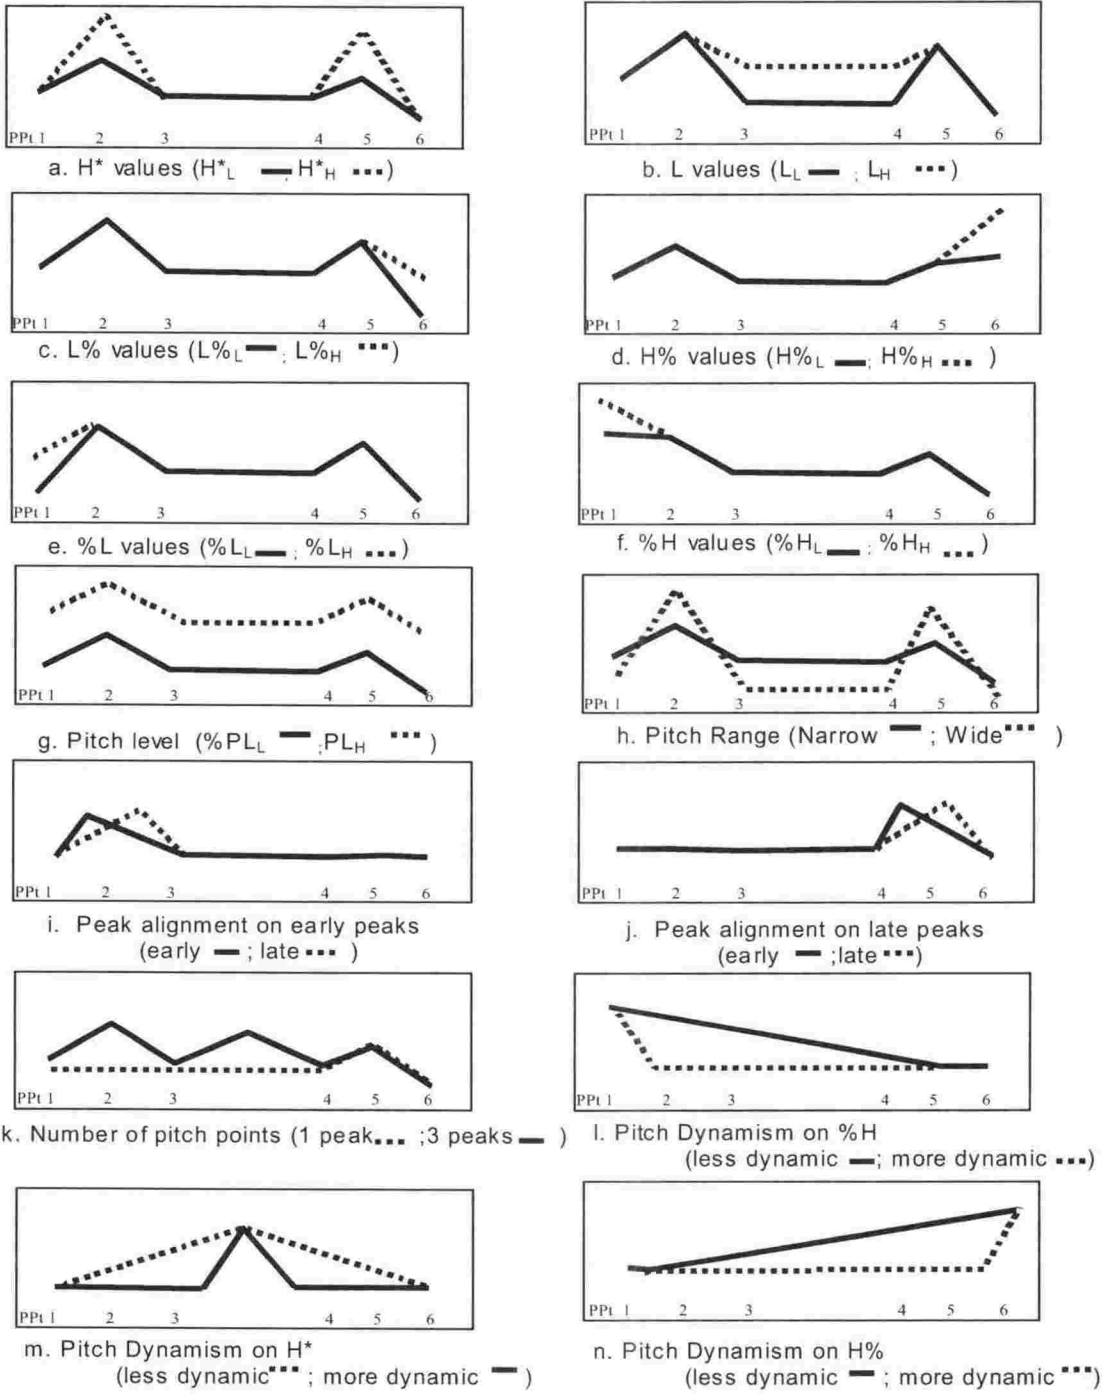 PPt 1 2 3 4 5 6
a. H* values (H*L ; H*H )
PPt 1 2 3 4 5 6
b. L values (LL ; LH )
PPt 1 2 3 4 5 6
c. L% values (L%L ; L%H )
PPt 1 2 3 4 5 6
d. H% values (H%L ; H%H )
PPt 1 2 3 4 5 6
e. %L values (%LL ; %LH )
PPt 1 2 3 4 5 6
f. %H values (%HL ; %HH )
PPt 1 2 3 4 5 6
g. Pitch level (%PLL ;PLH )
PPt 1 2 3 4 5 6
h. Pitch Range (Narrow ; Wide )
PPt 1 2 3 4 5 6
i. Peak alignment on early peaks
(early ; late )
PPt 1 2 3 4 5 6
j. Peak alignment on late peaks
(early ;late )
PPt 1 2 3 4 5 6
k. Number of pitch points (1 peak ;3 peaks )
PPt 1 2 3 4 5 6
l. Pitch Dynamism on %H
(less dynamic ; more dynamic )
PPt 1 2 3 4 5 6
m. Pitch Dynamism on H*
(less dynamic ; more dynamic )
PPt 1 2 3 4 5 6
n. Pitch Dynamism on H%
(less dynamic ; more dynamic )